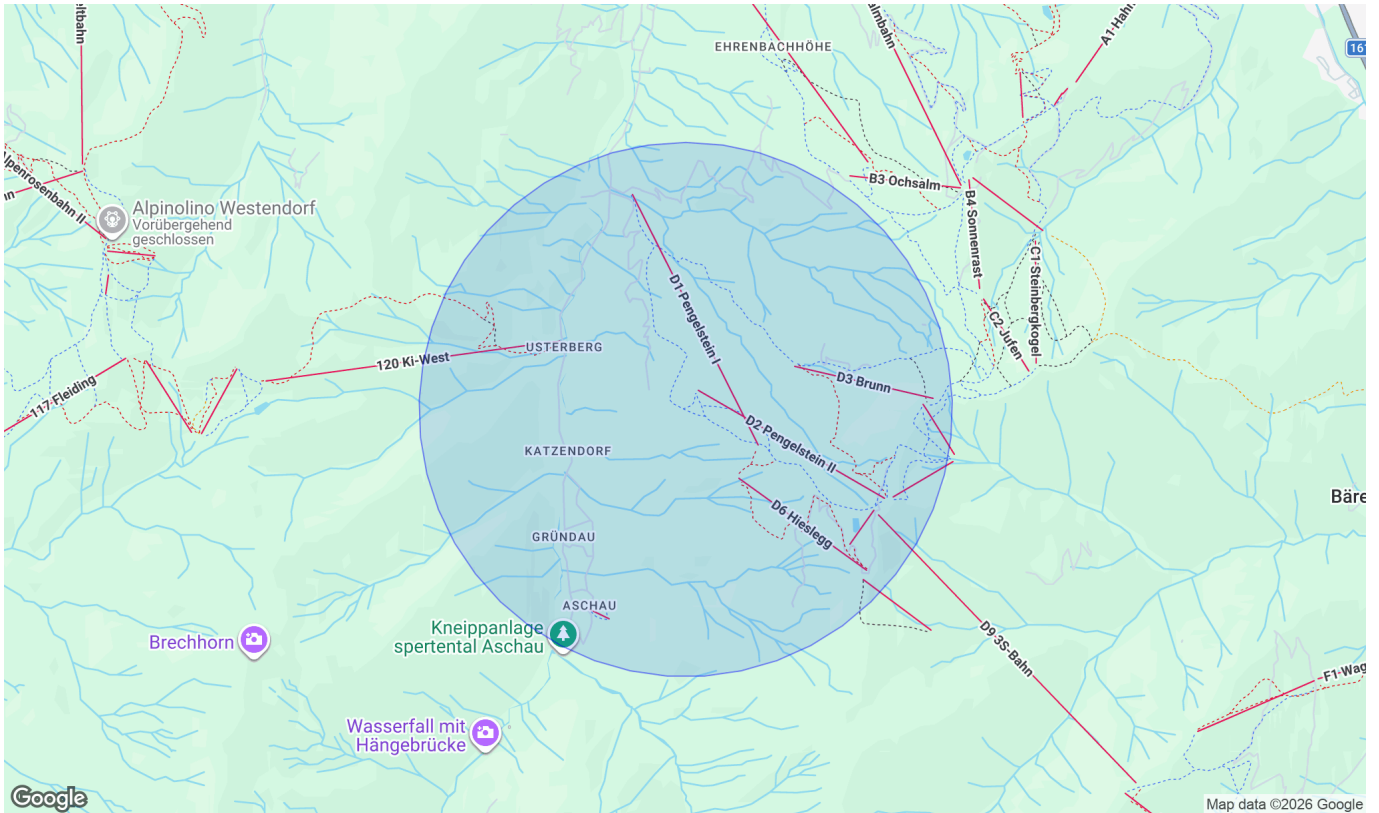 EHRENBACHHÖHE
A1·Hahn
161
B3·Ochsalm
Alpenrosenbahn II
Alpinolino Westendorf
Vorübergehend
geschlossen
B4·Sonnenrast
C1·Steinbergkogel
D1·Pengelstein I
C2·Jufen
USTERBERG
120 Ki-West
117·Fleiding
D3·Brunn
D2 Pengelstein II
KATZENDORF
Bäre
D6·Hieslegg
GRÜNDAU
ASCHAU
Kneippanlage
spertental Aschau
Brechhorn
D9·3S-Bahn
F1·Wag
Wasserfall mit
Hängebrücke
Google
Map data ©2026 Google